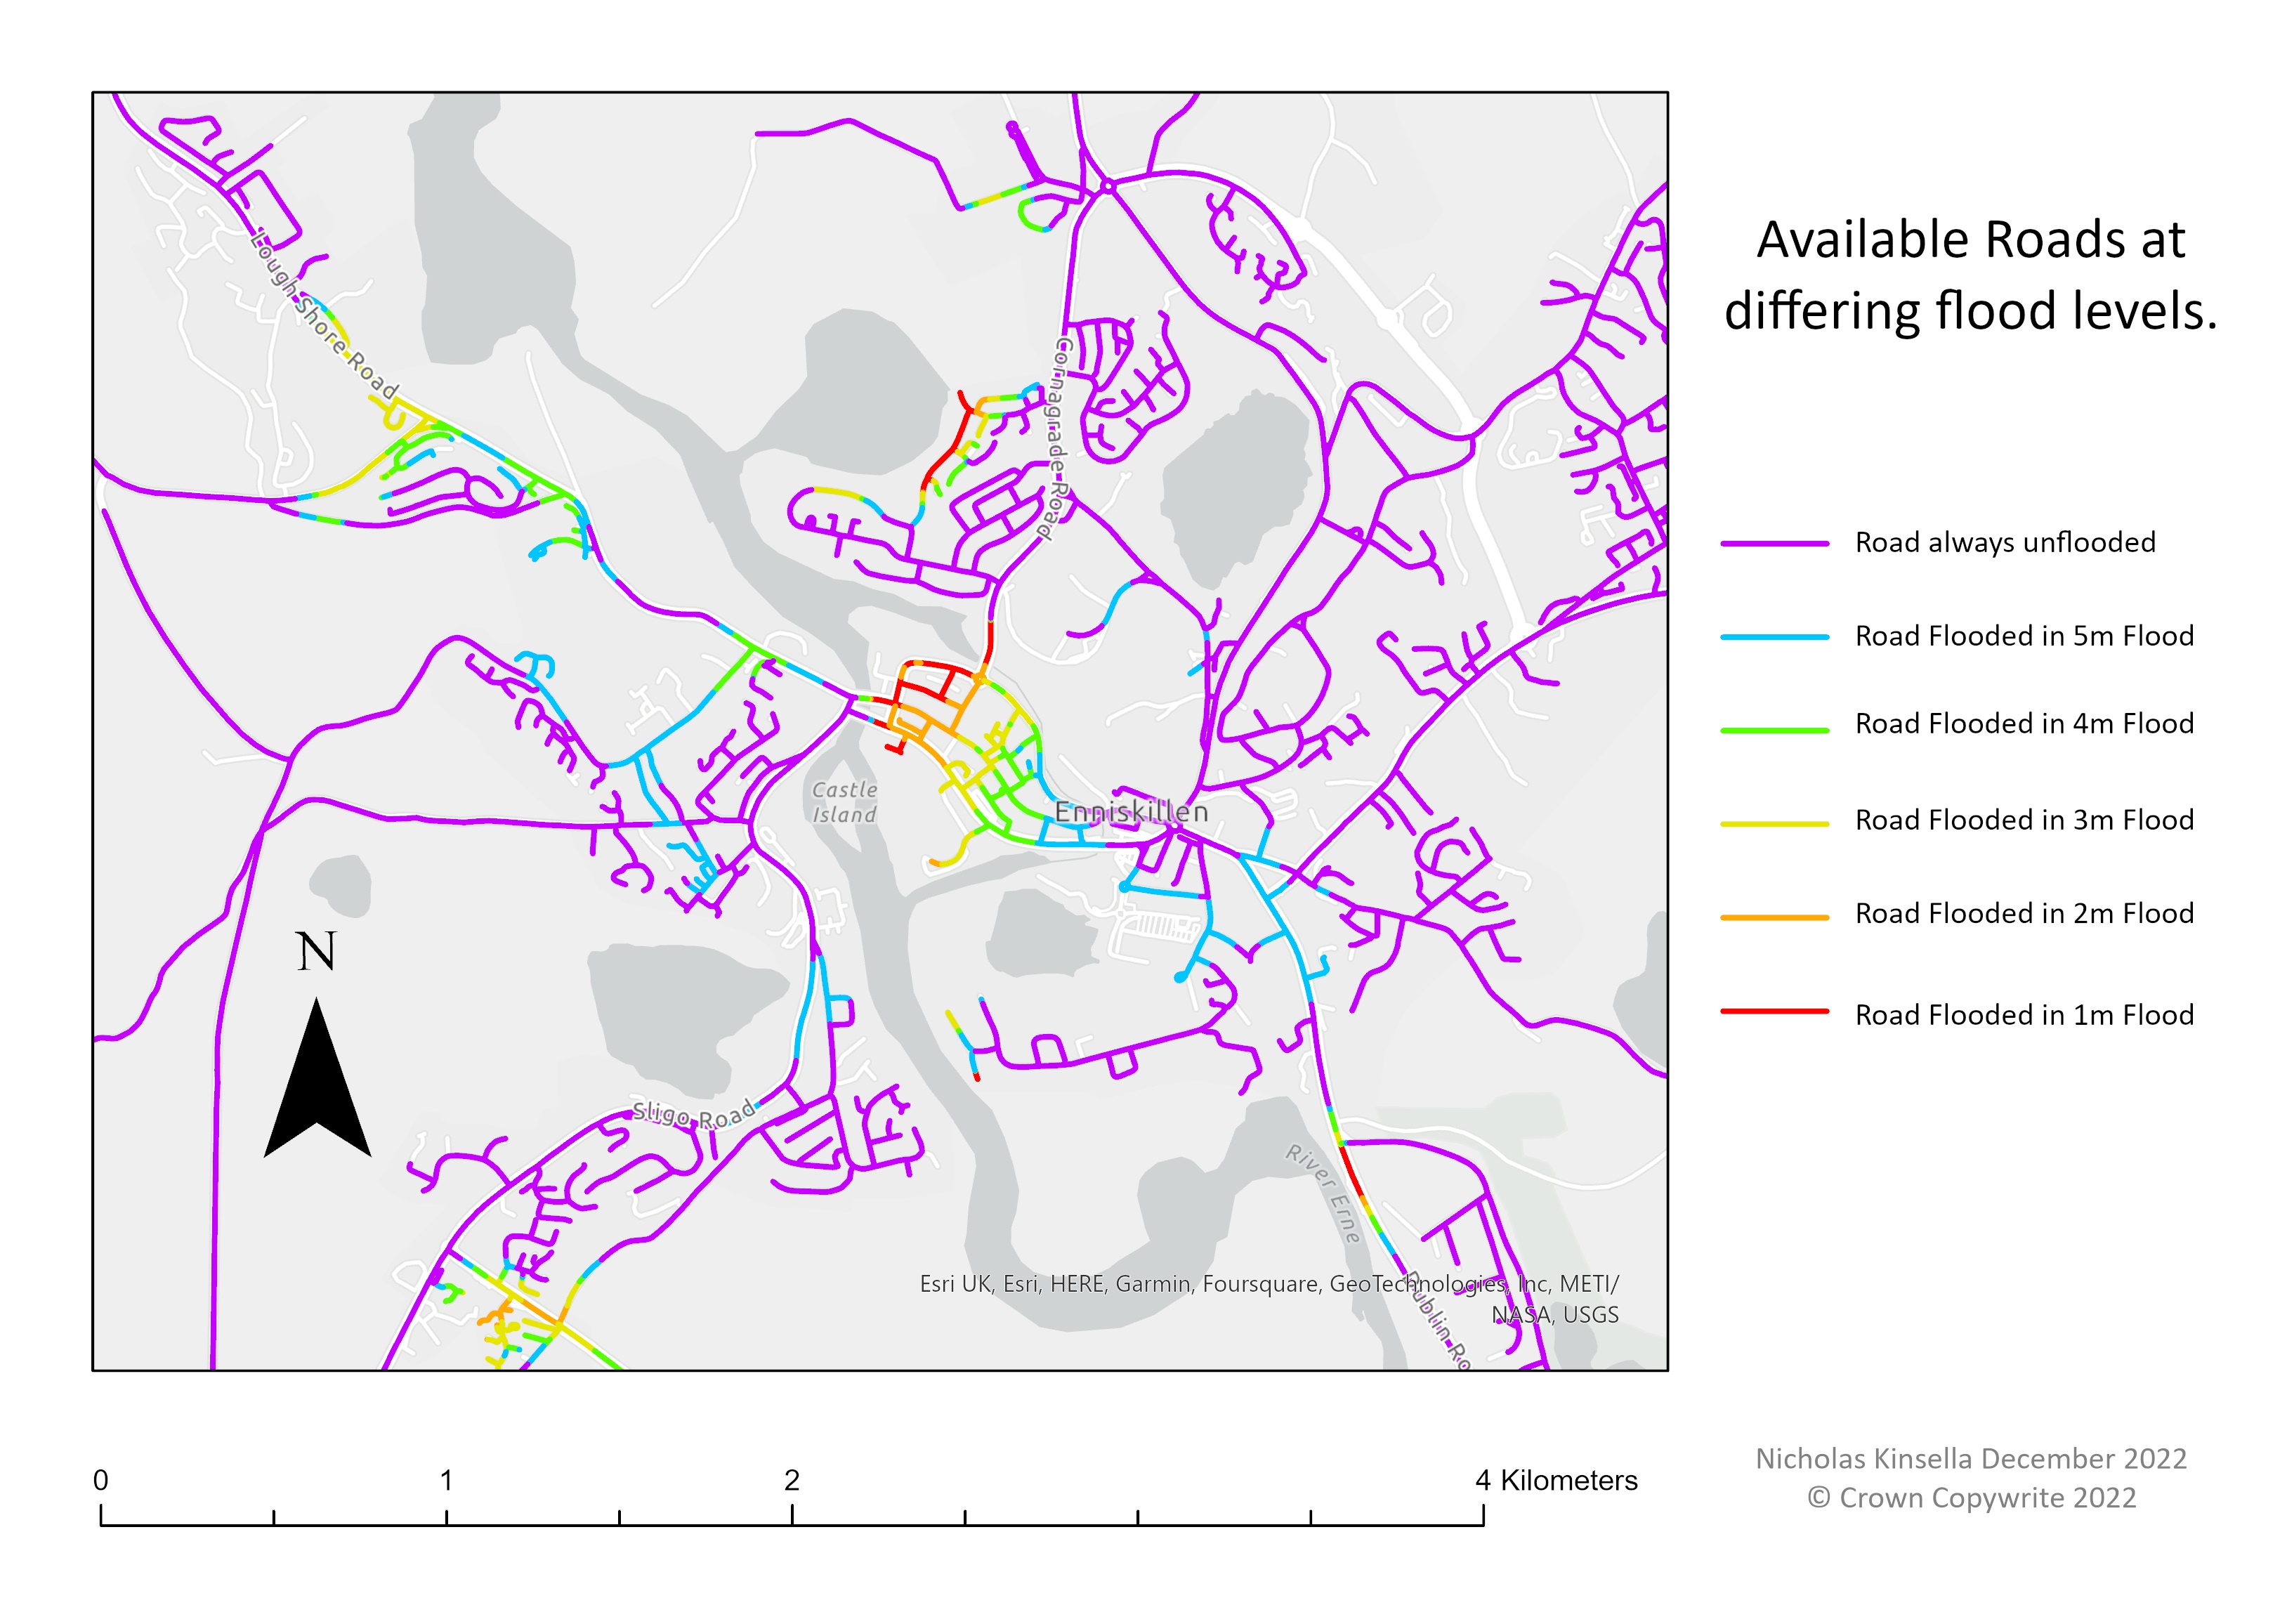 Available Roads at
differing flood levels.
Lough Shore Road
Cornagrade Road
Castle
Island
Enniskillen
N
Sligo Road
River Erne
Dublin Ro
Esri UK, Esri, HERE, Garmin, Foursquare, GeoTechnologies, Inc, METI/
NASA, USGS
Road always unflooded
Road Flooded in 5m Flood
Road Flooded in 4m Flood
Road Flooded in 3m Flood
Road Flooded in 2m Flood
Road Flooded in 1m Flood
0 1 2 4 Kilometers
Nicholas Kinsella December 2022
© Crown Copywrite 2022